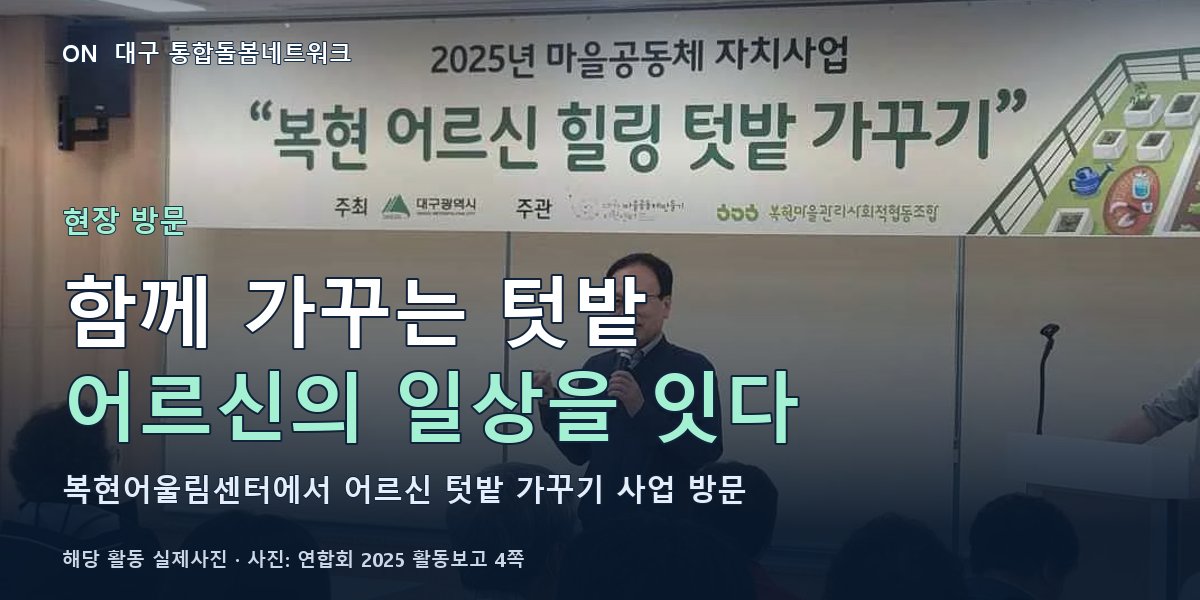 ON 대구 통합돌봄네트워크
2025년 마을공동체 자치사업
“복현 어르신 힐링 텃밭 가꾸기”
주최 대구광역시 주관 복현마을관리사회적협동조합
현장 방문
함께 가꾸는 텃밭
어르신의 일상을 잇다
복현어울림센터에서 어르신 텃밭 가꾸기 사업 방문
해당 활동 실제사진 · 사진: 연합회 2025 활동보고 4쪽